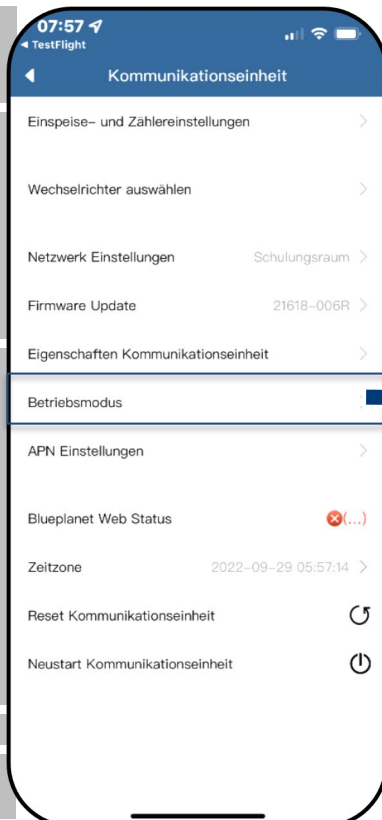 07:57
◀ TestFlight
Kommunikationseinheit
Einspeise- und Zählereinstellungen
Wechselrichter auswählen
Netzwerk Einstellungen Schulungsraum
Firmware Update 21618-006R
Eigenschaften Kommunikationseinheit
Betriebsmodus
APN Einstellungen
Blueplanet Web Status (...)
Zeitzone 2022-09-29 05:57:14
Reset Kommunikationseinheit
Neustart Kommunikationseinheit